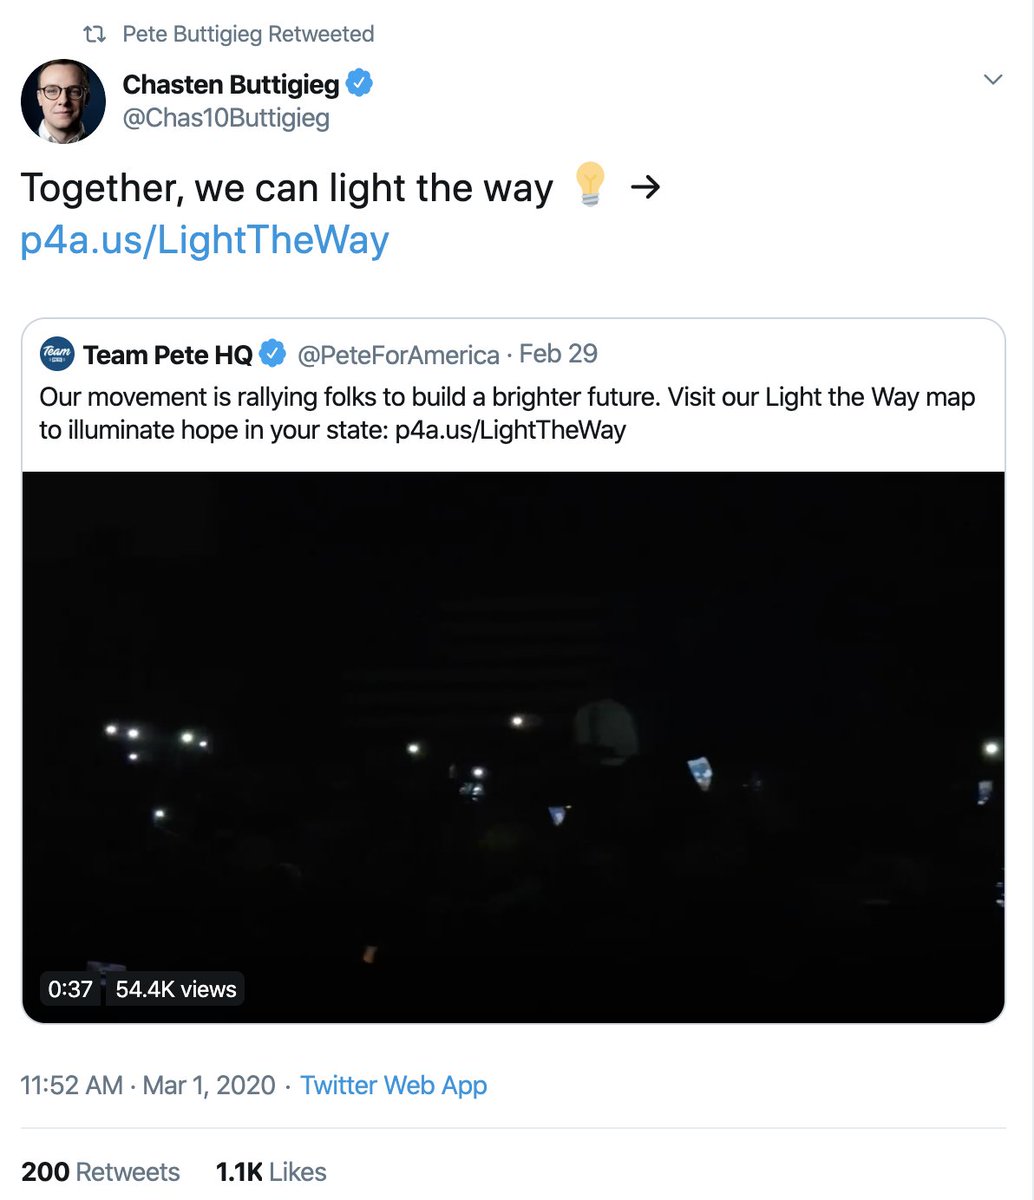 Pete Buttigieg Retweeted
Chasten Buttigieg
@Chas10Buttigieg
Together, we can light the way 💡 →
p4a.us/LightTheWay
Team Pete HQ @PeteForAmerica · Feb 29
Our movement is rallying folks to build a brighter future. Visit our Light the Way map
to illuminate hope in your state: p4a.us/LightTheWay
0:37 54.4K views
11:52 AM · Mar 1, 2020 · Twitter Web App
200 Retweets 1.1K Likes